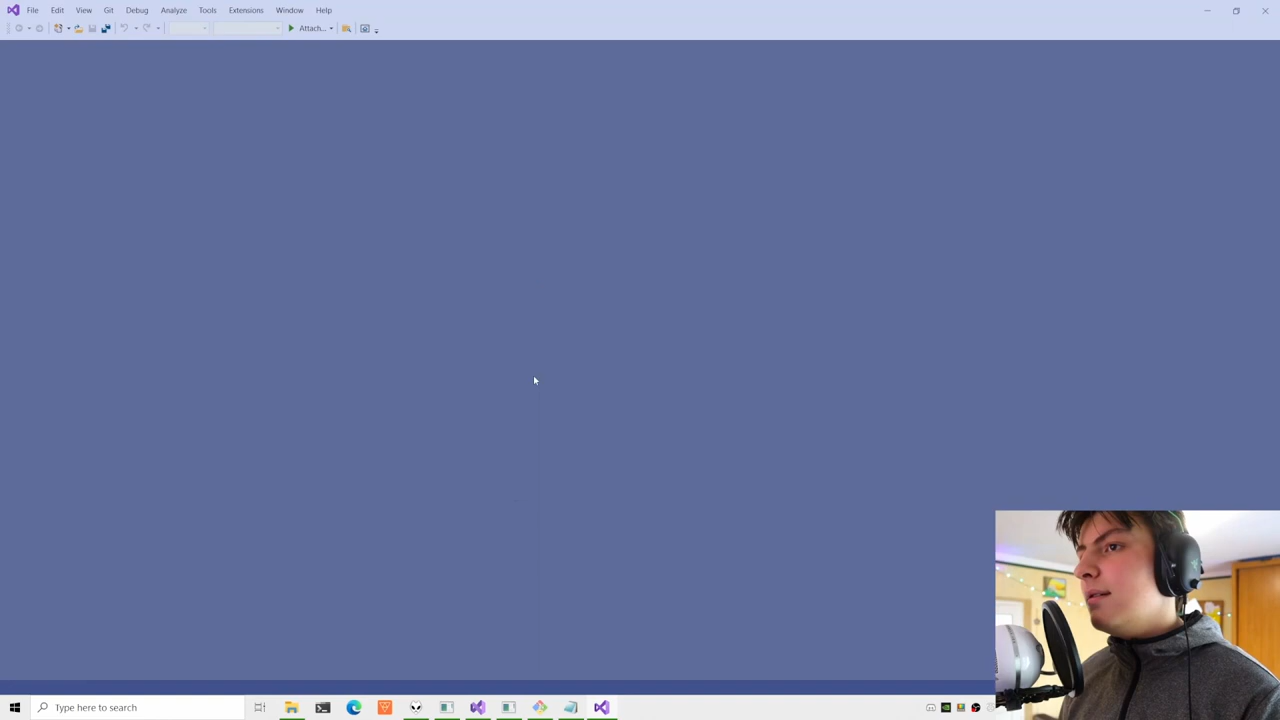 File Edit View Git Debug Analyze Tools Extensions Window Help
Attach...
Type here to search